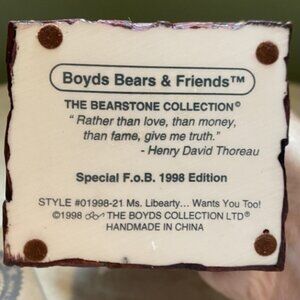 Boyds Bears & Friends™
THE BEARSTONE COLLECTION©
"Rather than love, than money,
than fame, give me truth."
- Henry David Thoreau
Special F.o.B. 1998 Edition
STYLE #01998-21 Ms. Libearty... Wants You Too!
©1998 THE BOYDS COLLECTION LTD®
HANDMADE IN CHINA